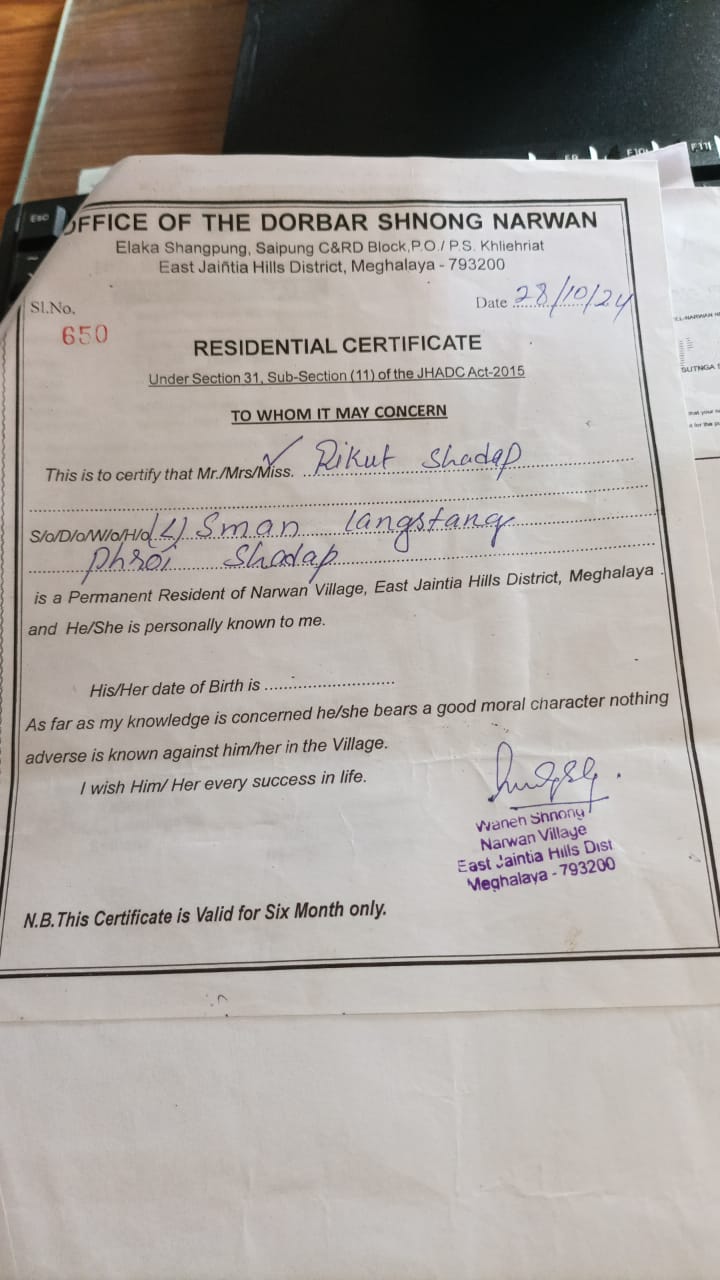 Esc
F10
F11
OFFICE OF THE DORBAR SHNONG NARWAN
Elaka Shangpung, Saipung C&RD Block,P.O./ P.S. Khliehriat
East Jaiñtia Hills District, Meghalaya - 793200
Sl.No.
Date 28/10/24
650
RESIDENTIAL CERTIFICATE
Under Section 31, Sub-Section (11) of the JHADC Act-2015
TO WHOM IT MAY CONCERN
This is to certify that Mr./Mrs/Miss. Rikut Shadap
S/o/D/o/W/o/H/o (L) Sman Langstang
Phroi Shadap
is a Permanent Resident of Narwan Village, East Jaintia Hills District, Meghalaya .
and He/She is personally known to me.
His/Her date of Birth is ............................
As far as my knowledge is concerned he/she bears a good moral character nothing
adverse is known against him/her in the Village.
I wish Him/ Her every success in life.
Waheh Shnong
Narwan Village
East Jaintia Hills Dist
Meghalaya - 793200
N.B.This Certificate is Valid for Six Month only.
SUTNGA